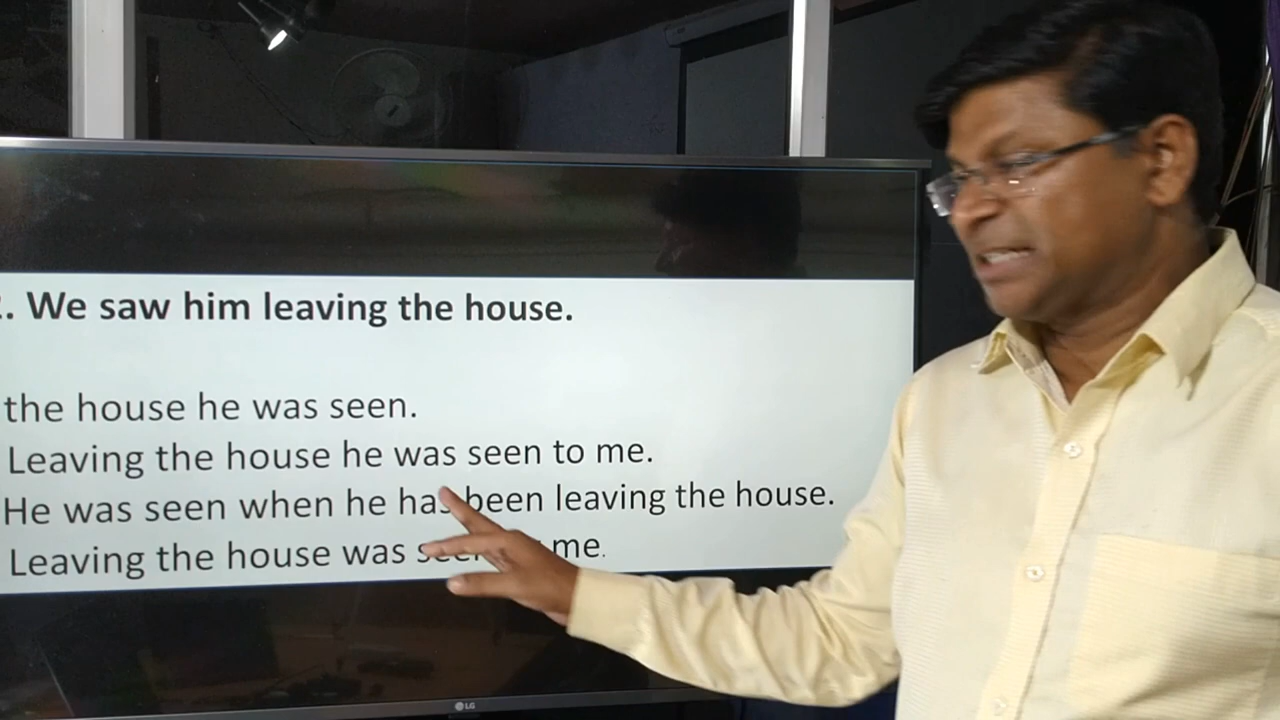 . We saw him leaving the house.
the house he was seen.
Leaving the house he was seen to me.
He was seen when he has been leaving the house.
Leaving the house was me.
LG